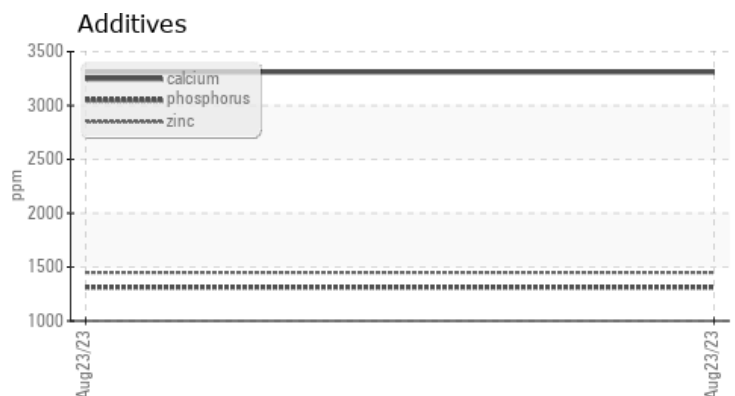 Additives
3500
3000
2500
2000
1500
1000
ppm
calcium
phosphorus
zinc
Aug23/23
Aug23/23